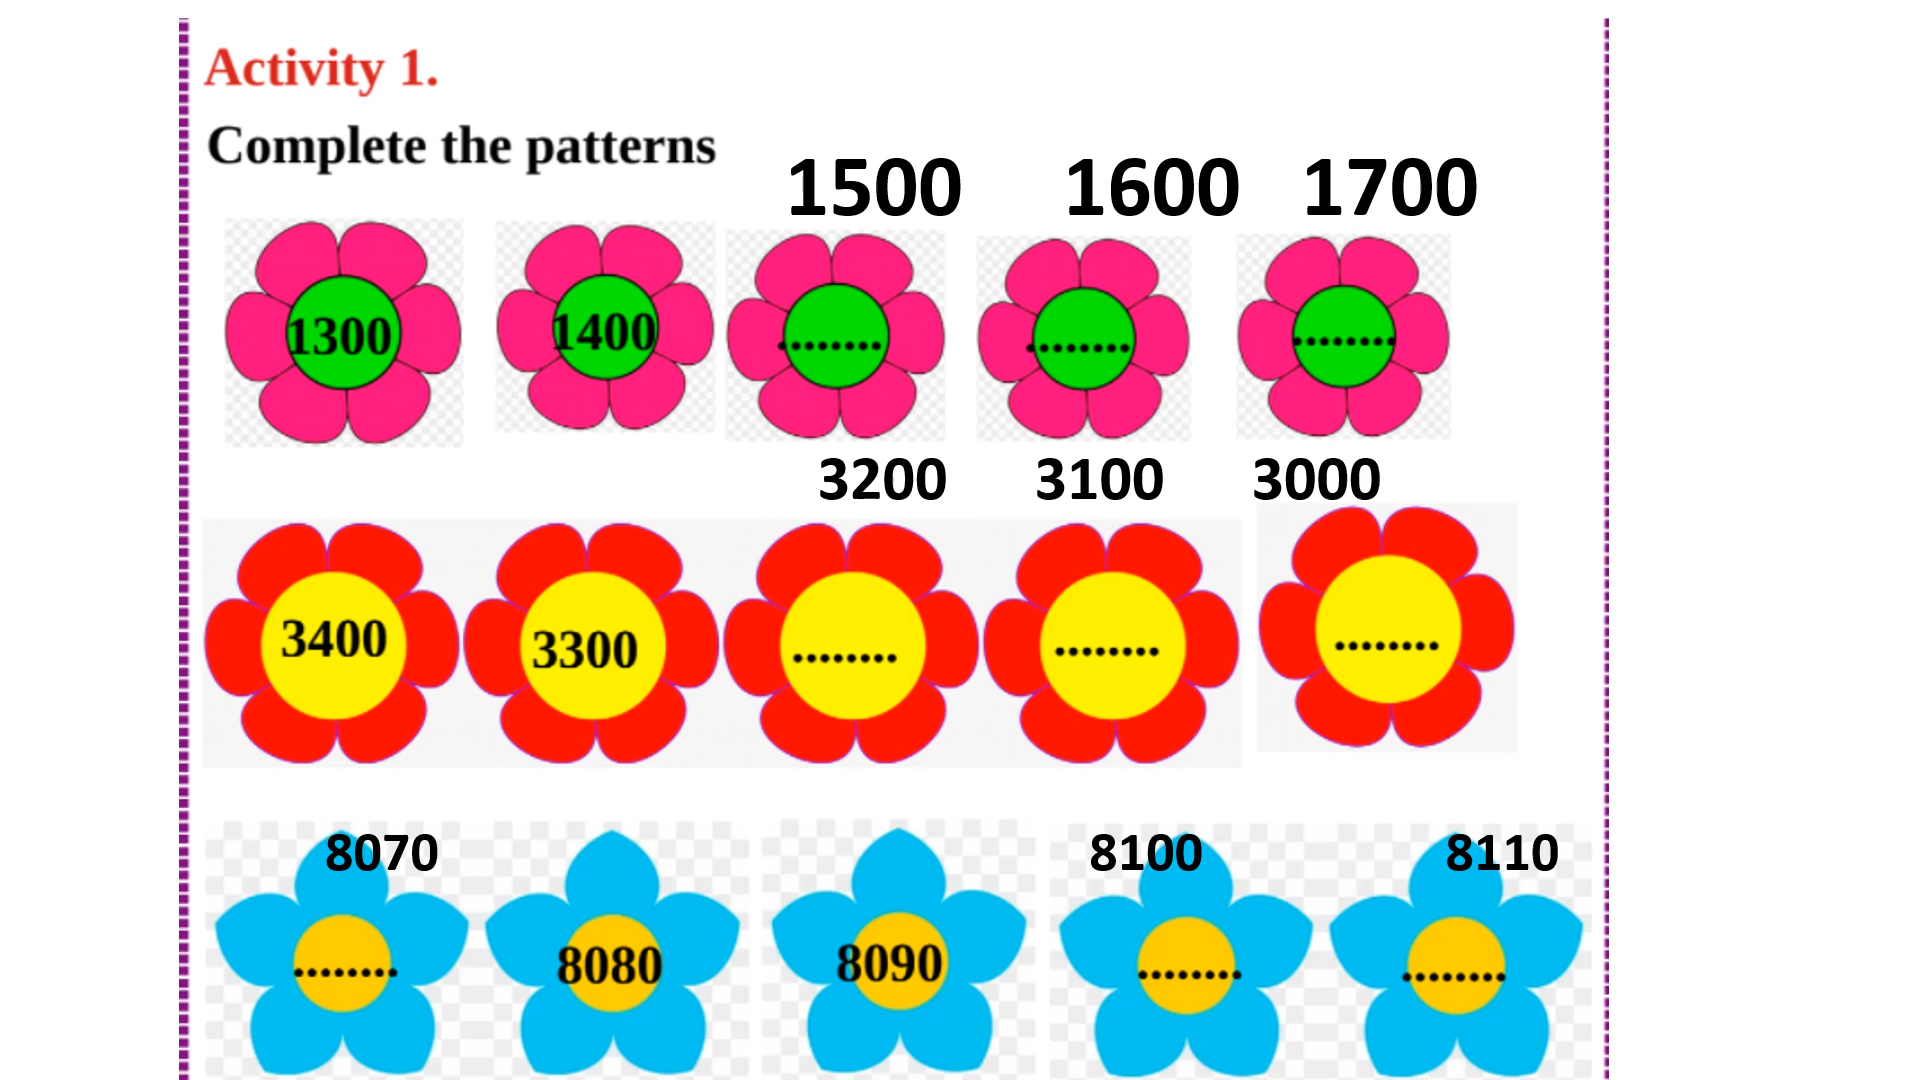 Activity 1.
Complete the patterns
1500 1600 1700
1300 1400 ........ ........ ........
3200 3100 3000
3400 3300 ........ ........ ........
8070 8100 8110
........ 8080 8090 ........ ........